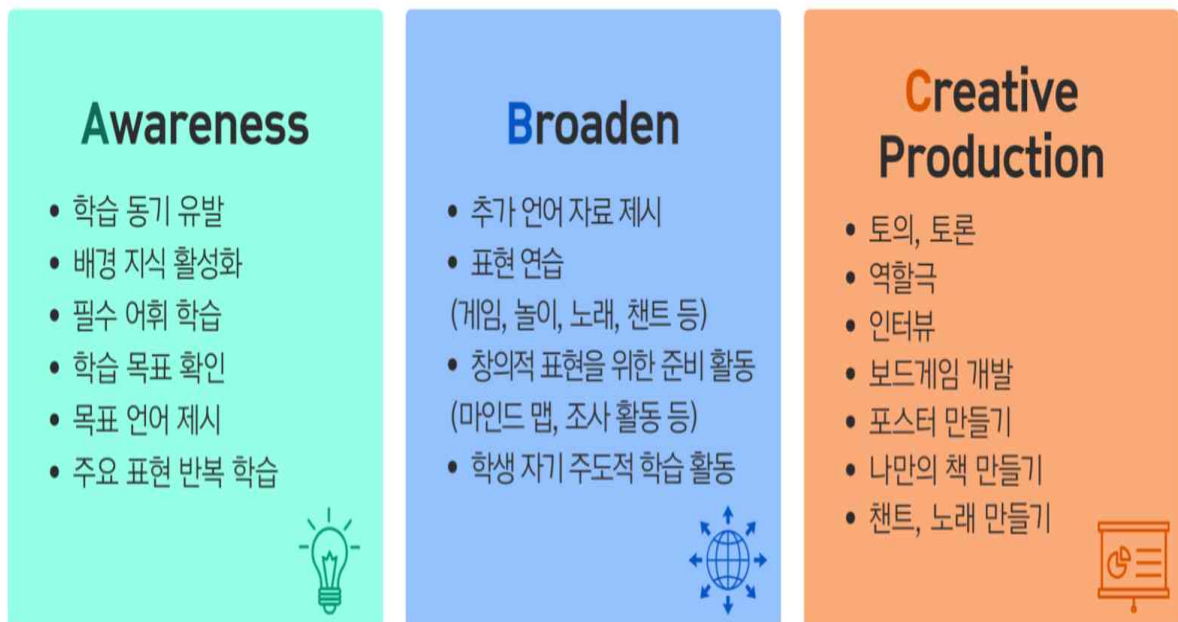 Awareness
• 학습 동기 유발
• 배경 지식 활성화
• 필수 어휘 학습
• 학습 목표 확인
• 목표 언어 제시
• 주요 표현 반복 학습
Broaden
• 추가 언어 자료 제시
• 표현 연습
(게임, 놀이, 노래, 챈트 등)
• 창의적 표현을 위한 준비 활동
(마인드 맵, 조사 활동 등)
• 학생 자기 주도적 학습 활동
Creative
Production
• 토의, 토론
• 역할극
• 인터뷰
• 보드게임 개발
• 포스터 만들기
• 나만의 책 만들기
• 챈트, 노래 만들기